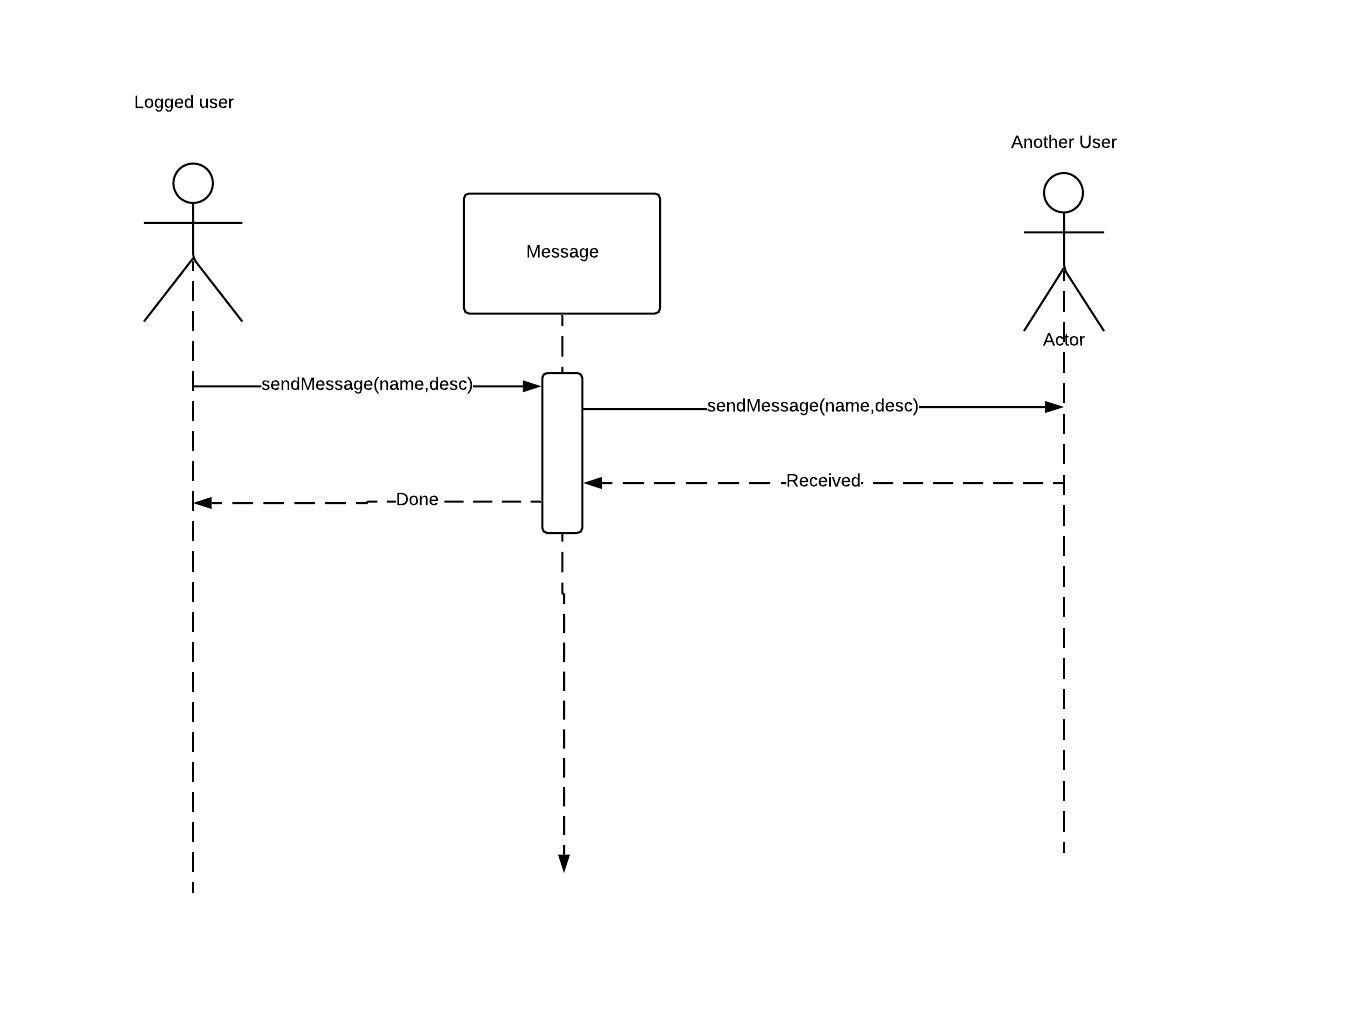 Logged user
Another User
Message
Actor
sendMessage(name,desc)
sendMessage(name,desc)
Received
Done